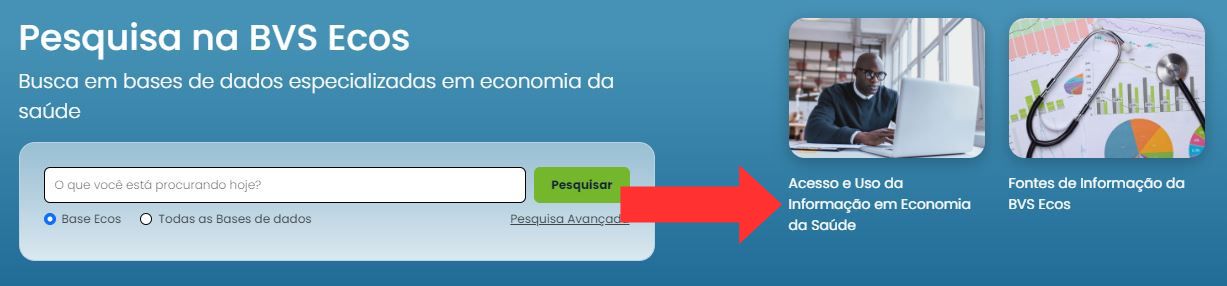 Pesquisa na BVS Ecos
Busca em bases de dados especializadas em economia da
saúde
O que você está procurando hoje?
Pesquisar
Base Ecos
Todas as Bases de dados
Pesquisa Avançada
Acesso e Uso da
Informação em Economia
da Saúde
Fontes de Informação da
BVS Ecos